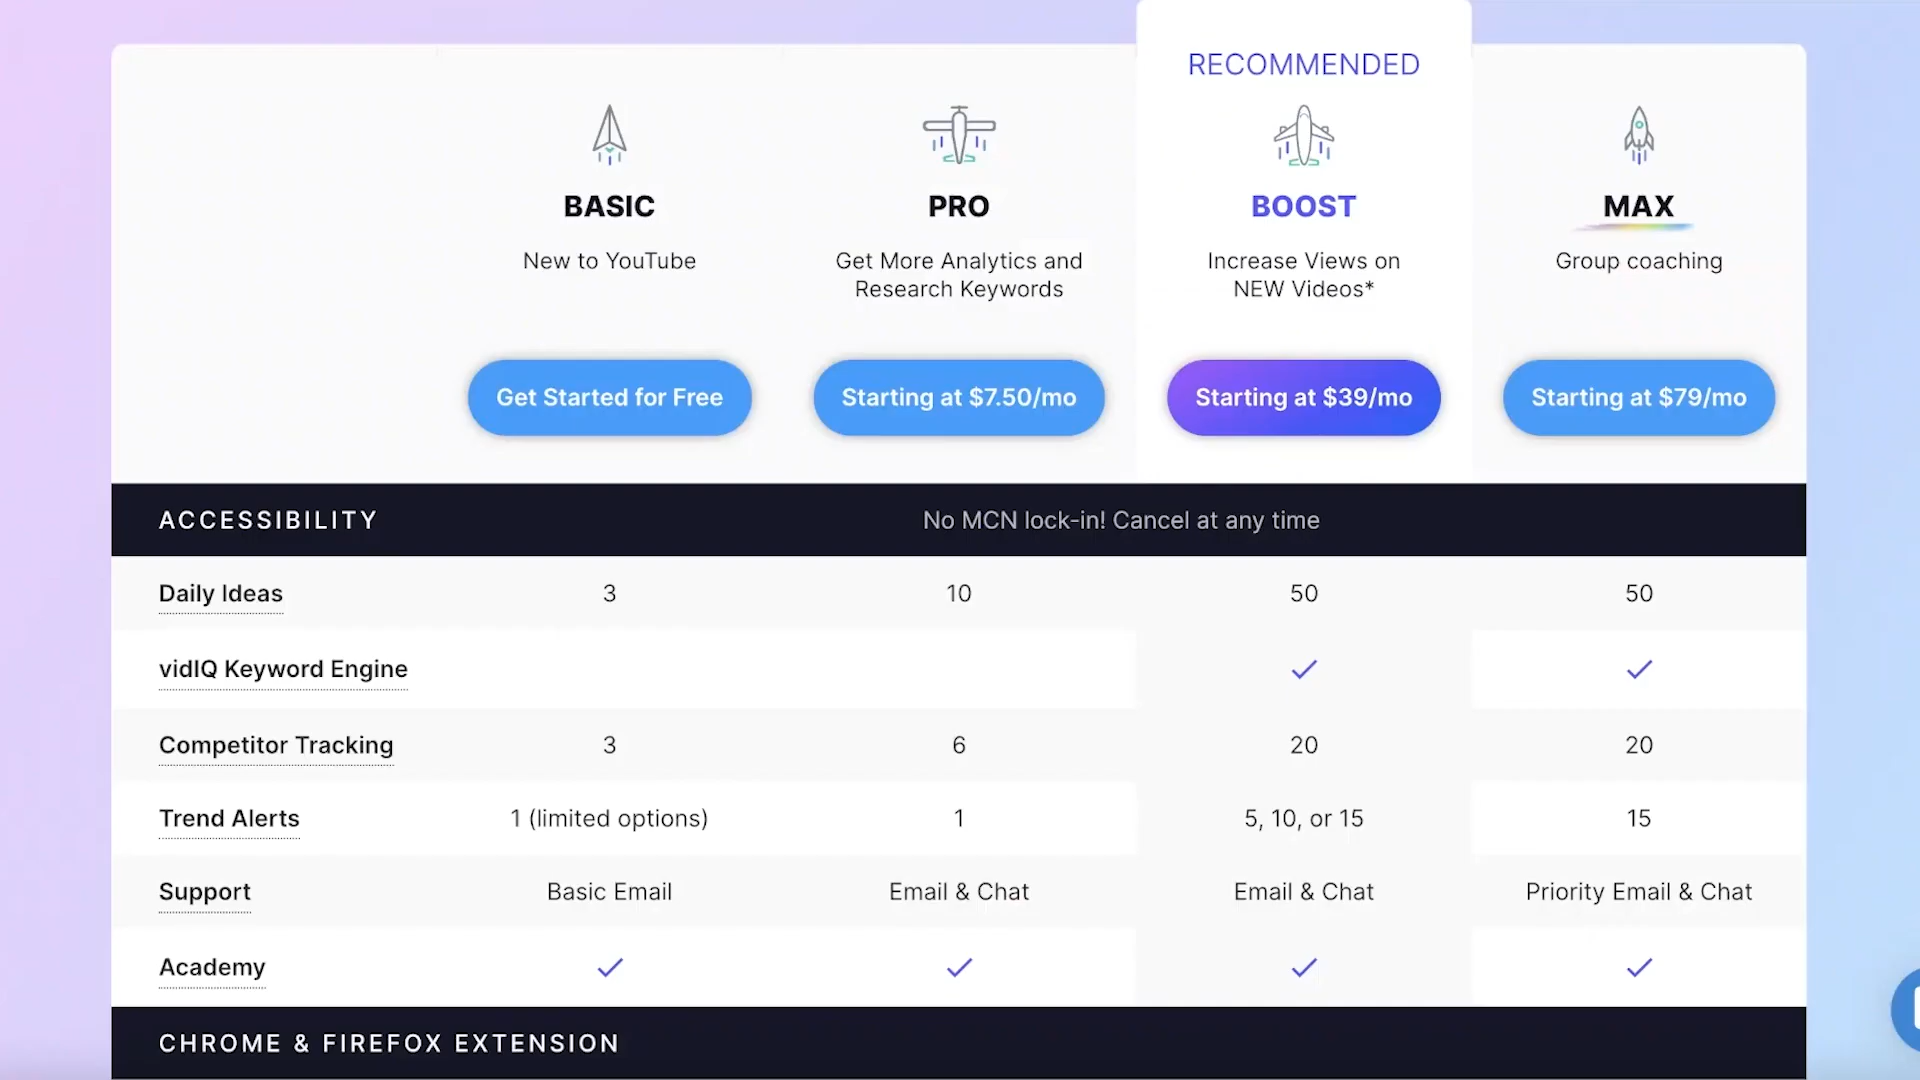 RECOMMENDED
BASIC
PRO
BOOST
MAX
New to YouTube
Get More Analytics and
Research Keywords
Increase Views on
NEW Videos*
Group coaching
Get Started for Free
Starting at $7.50/mo
Starting at $39/mo
Starting at $79/mo
ACCESSIBILITY
No MCN lock-in! Cancel at any time
Daily Ideas 3 10 50 50
vidIQ Keyword Engine
Competitor Tracking 3 6 20 20
Trend Alerts 1 (limited options) 1 5, 10, or 15 15
Support Basic Email Email & Chat Email & Chat Priority Email & Chat
Academy
CHROME & FIREFOX EXTENSION